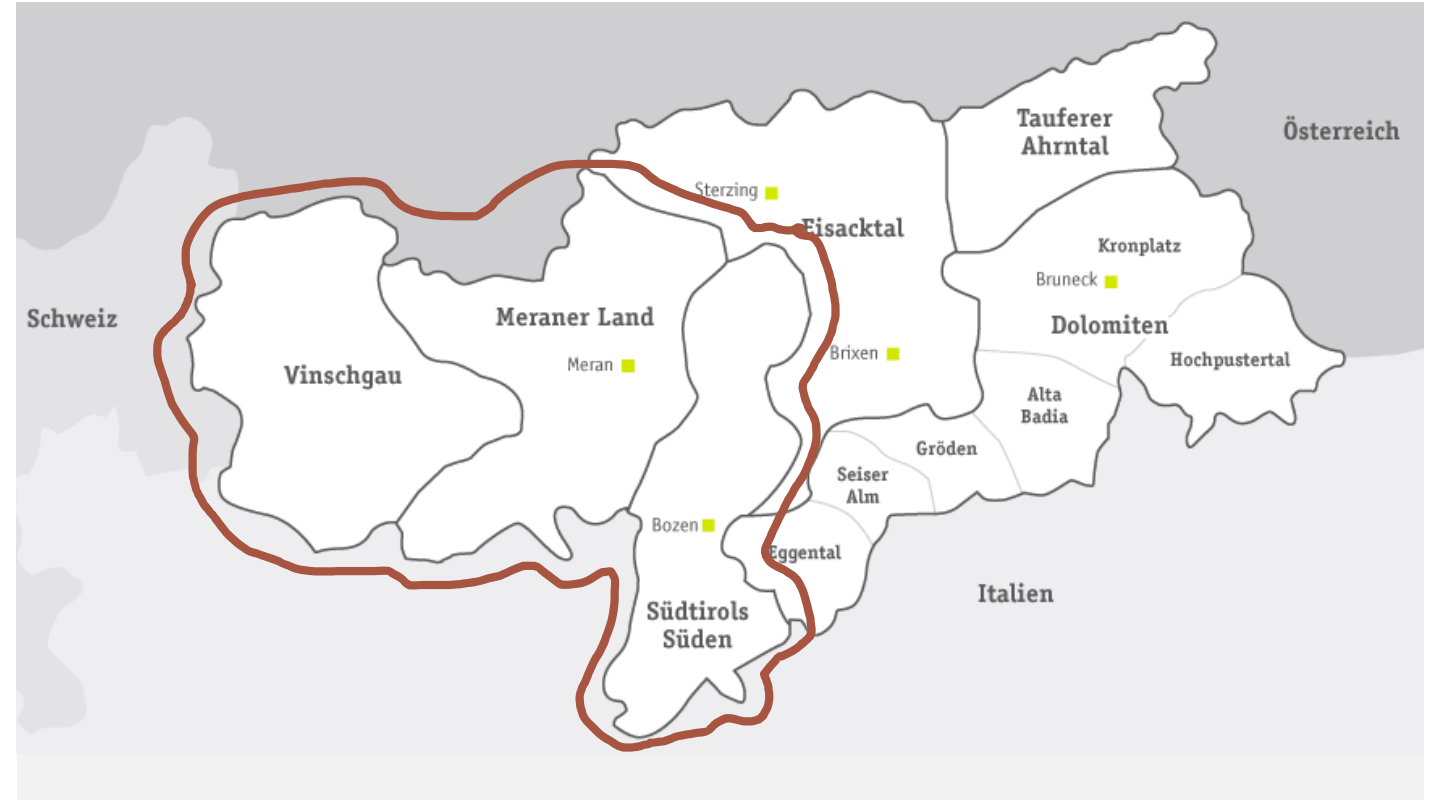 Tauferer
Ahrntal
Österreich
Sterzing
Eisacktal
Kronplatz
Bruneck
Schweiz
Meraner Land
Dolomiten
Meran
Brixen
Hochpustertal
Vinschgau
Alta
Badia
Gröden
Seiser
Alm
Bozen
Eggental
Italien
Südtirols
Süden